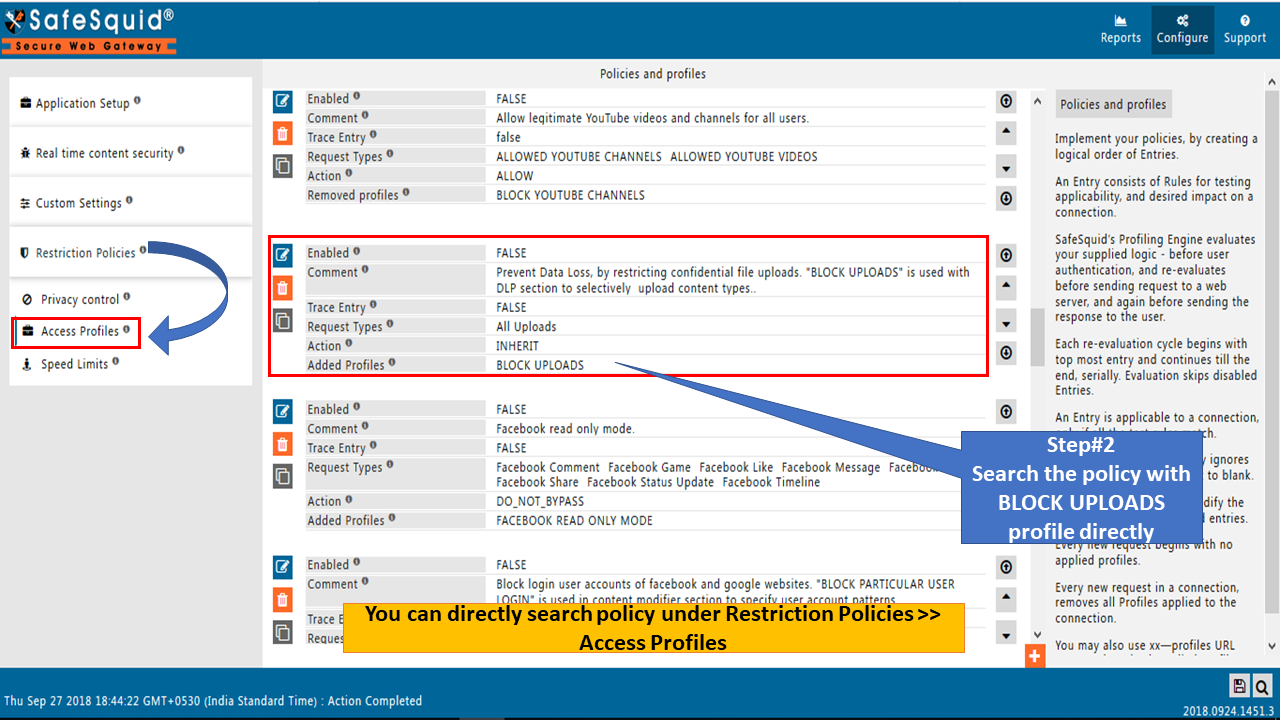 SafeSquid®
Secure Web Gateway
Reports
Configure
Support
Application Setup
Real time content security
Custom Settings
Restriction Policies
Privacy control
Access Profiles
Speed Limits
Policies and profiles
Enabled FALSE
Comment Allow legitimate YouTube videos and channels for all users.
Trace Entry false
Request Types ALLOWED YOUTUBE CHANNELS ALLOWED YOUTUBE VIDEOS
Action ALLOW
Removed profiles BLOCK YOUTUBE CHANNELS
Enabled FALSE
Comment Prevent Data Loss, by restricting confidential file uploads. "BLOCK UPLOADS" is used with
DLP section to selectively upload content types..
Trace Entry FALSE
Request Types All Uploads
Action INHERIT
Added Profiles BLOCK UPLOADS
Enabled FALSE
Comment Facebook read only mode.
Trace Entry FALSE
Request Types Facebook Comment Facebook Game Facebook Like Facebook Message
Facebook Share Facebook Status Update Facebook Timeline
Action DO_NOT_BYPASS
Added Profiles FACEBOOK READ ONLY MODE
Enabled FALSE
Comment Block login user accounts of facebook and google websites. "BLOCK PARTICULAR USER
LOGIN" is used in content modifier section to specify user account patterns
Trace E
Reques
You can directly search policy under Restriction Policies >>
Access Profiles
Step#2
Search the policy with
BLOCK UPLOADS
profile directly
Policies and profiles
Implement your policies, by creating a
logical order of Entries.
An Entry consists of Rules for testing
applicability, and desired impact on a
connection.
SafeSquid's Profiling Engine evaluates
your supplied logic - before user
authentication, and re-evaluates
before sending request to a web
server, and again before sending the
response to the user.
Each re-evaluation cycle begins with
top most entry and continues till the
end, serially. Evaluation skips disabled
Entries.
An Entry is applicable to a connection,
ignores
to blank.
entries.
Every new request begins with no
applied profiles.
Every new request in a connection,
removes all Profiles applied to the
connection.
You may also use xx—profiles URL
Thu Sep 27 2018 18:44:22 GMT+0530 (India Standard Time) : Action Completed
2018.0924.1451.3